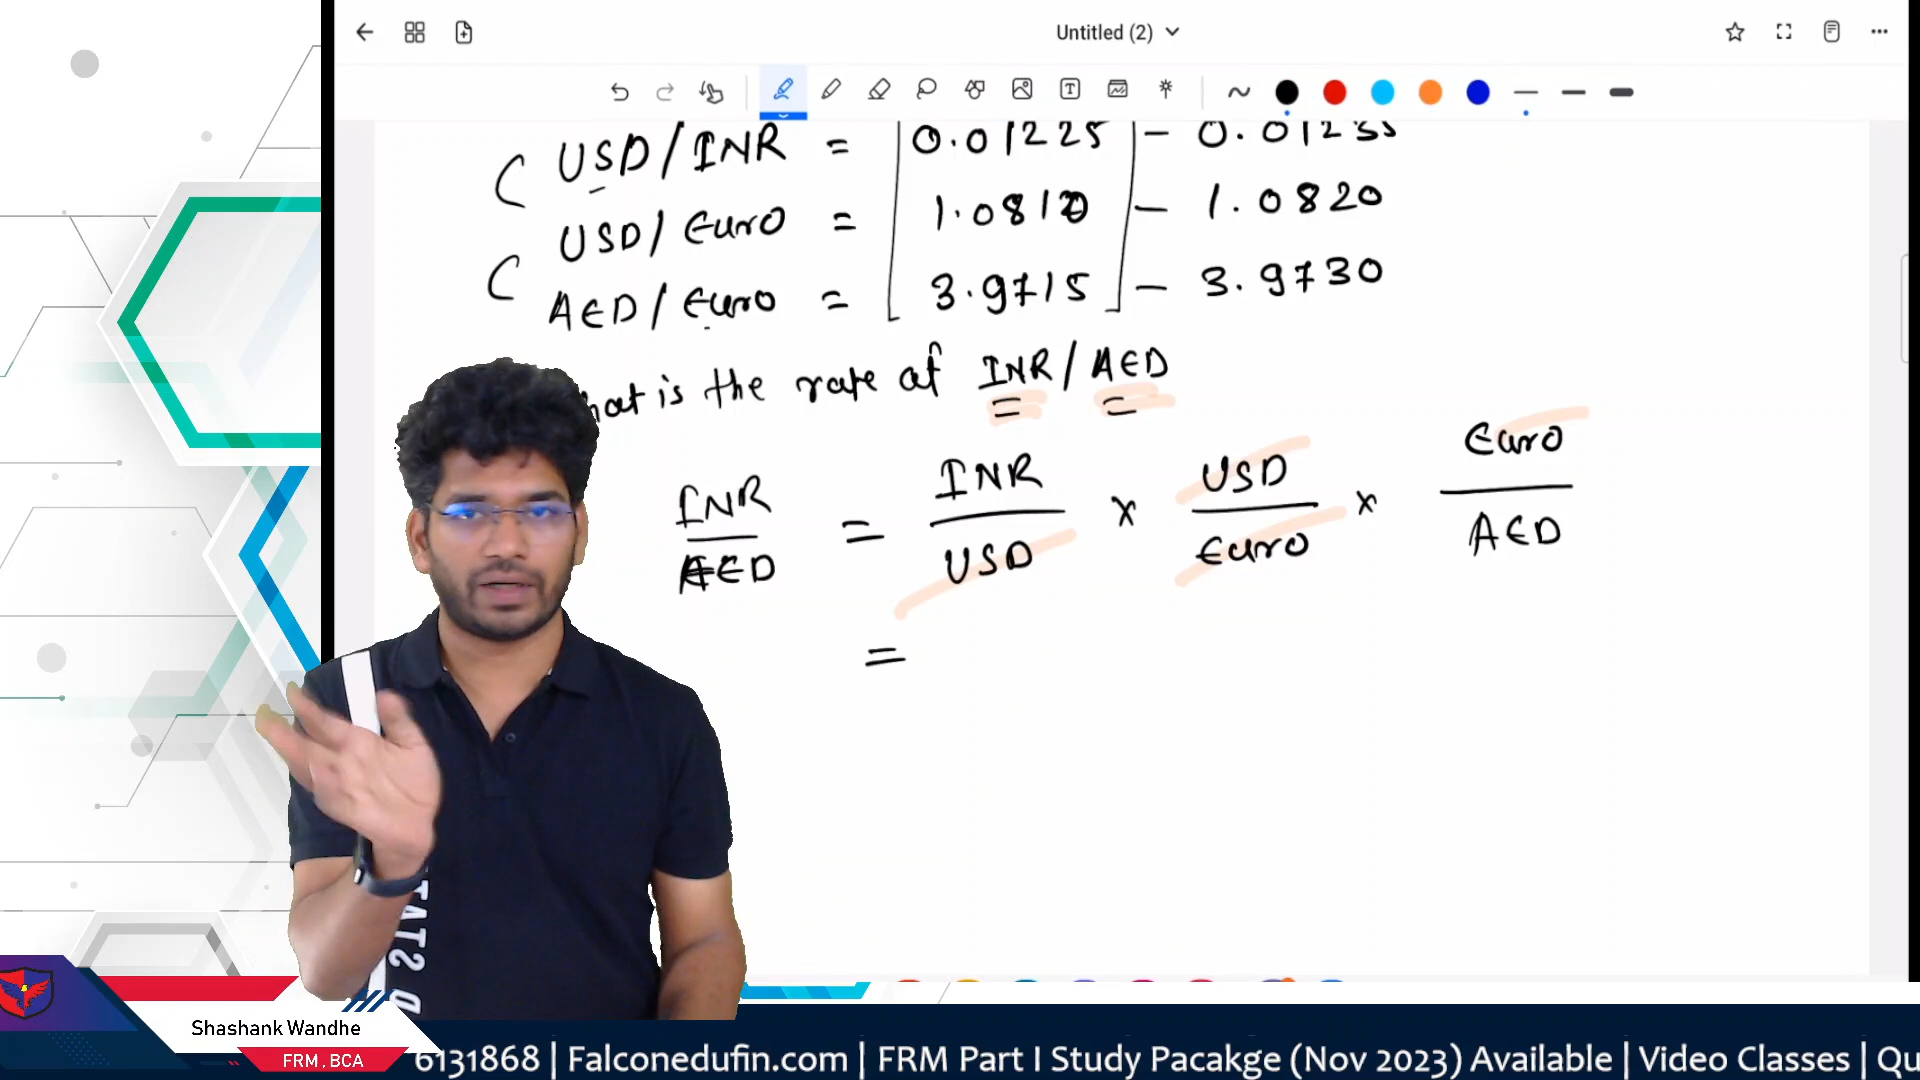 Untitled (2)
USD/INR = 0.01225 - 0.01235
USD/Euro = 1.0810 - 1.0820
AED/Euro = 3.9715 - 3.9730
is the rate of INR/AED
INR/AED = INR/USD x USD/Euro x Euro/AED
=
Shashank Wandhe
FRM, BCA
6131868 | Falconedufin.com | FRM Part I Study Pacakge (Nov 2023) Available | Video Classes | Qu